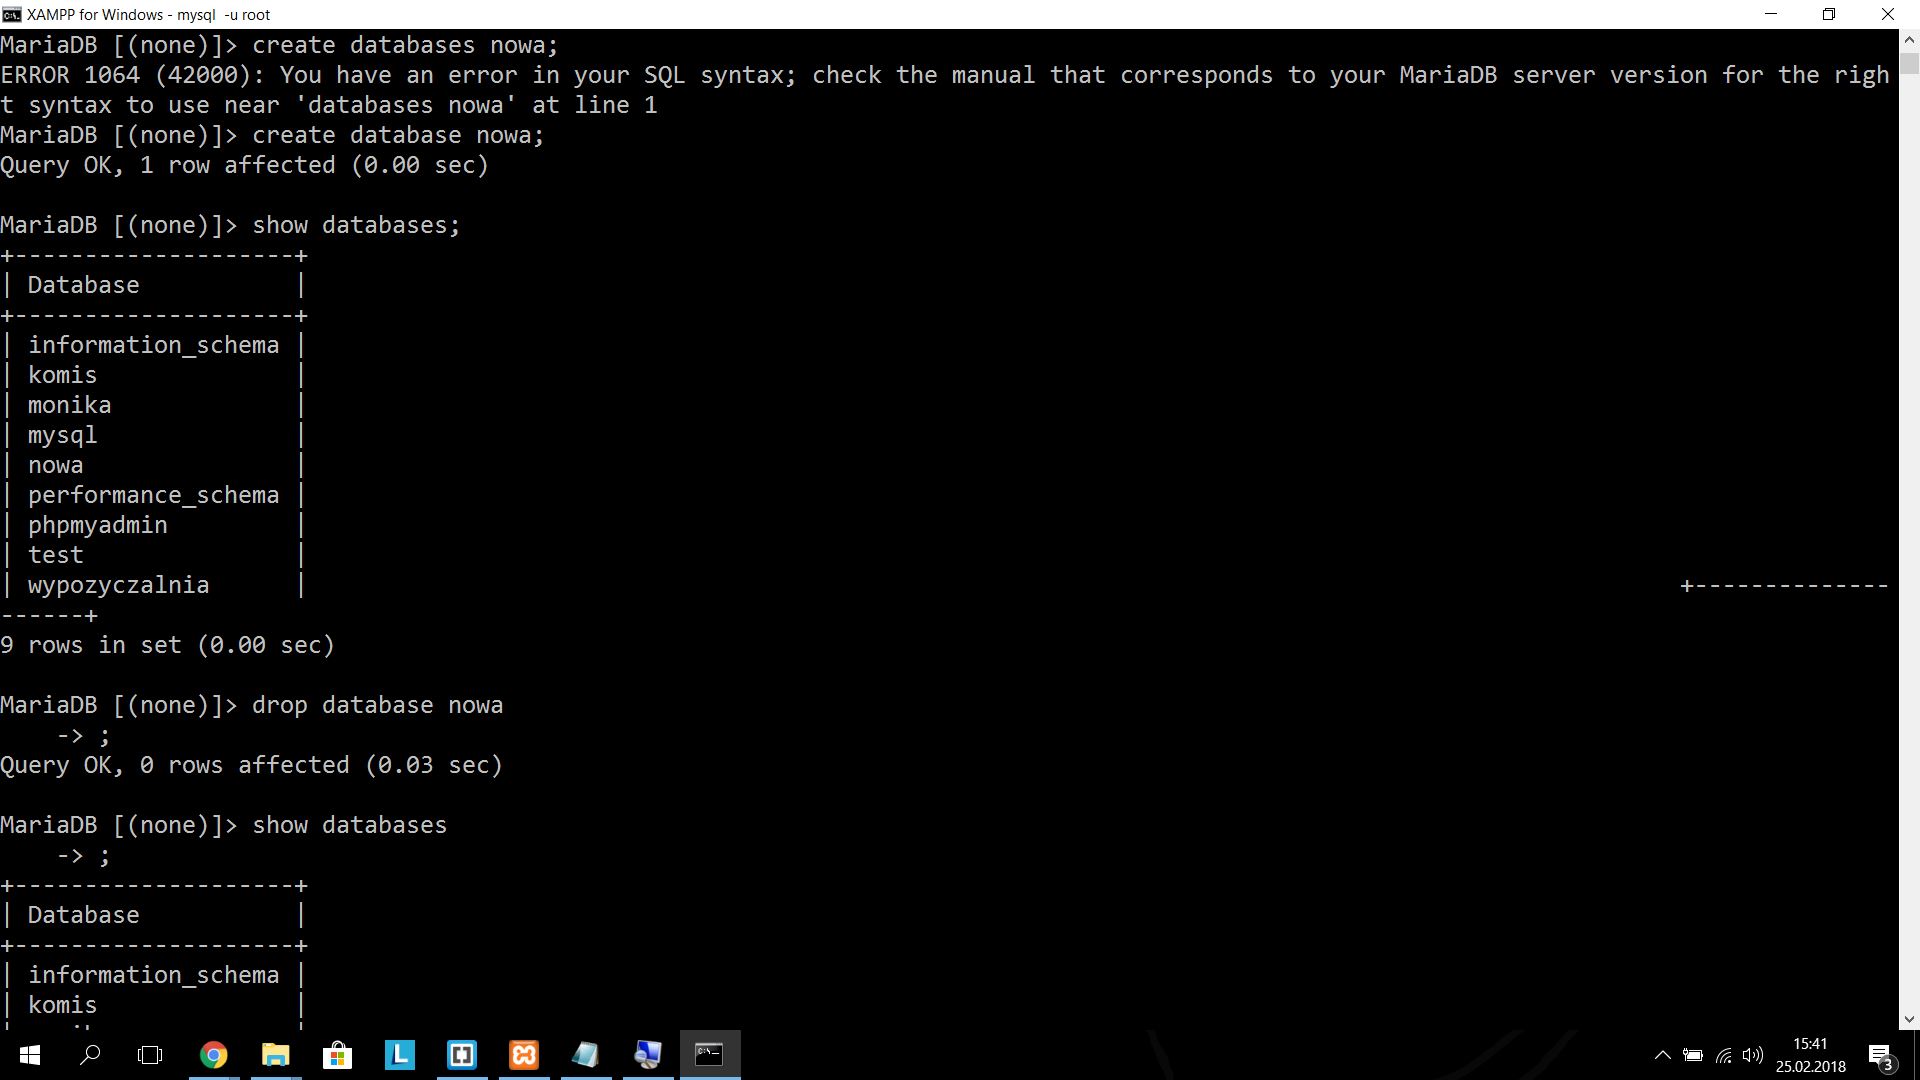 XAMPP for Windows - mysql  -u root
MariaDB [(none)]> create databases nowa;
ERROR 1064 (42000): You have an error in your SQL syntax; check the manual that corresponds to your MariaDB server version for the righ
t syntax to use near 'databases nowa' at line 1
MariaDB [(none)]> create database nowa;
Query OK, 1 row affected (0.00 sec)

MariaDB [(none)]> show databases;
+--------------------+
| Database           |
+--------------------+
| information_schema |
| komis              |
| monika             |
| mysql              |
| nowa               |
| performance_schema |
| phpmyadmin         |
| test               |
| wypozyczalnia      |                                                                                                  +--------------
------+
9 rows in set (0.00 sec)

MariaDB [(none)]> drop database nowa
    -> ;
Query OK, 0 rows affected (0.03 sec)

MariaDB [(none)]> show databases
    -> ;
+--------------------+
| Database           |
+--------------------+
| information_schema |
| komis              |
L
15:41
25.02.2018
3